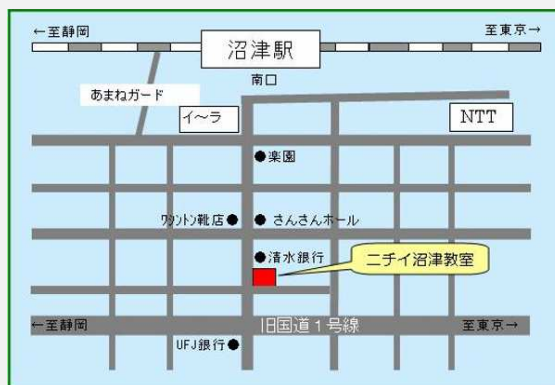 ←至静岡
沼津駅
至東京→
南口
あまねガード
イ～ラ
NTT
●楽園
ワシントン靴店●
●さんさんホール
●清水銀行
ニチイ沼津教室
←至静岡
旧国道１号線
至東京→
UFJ銀行●